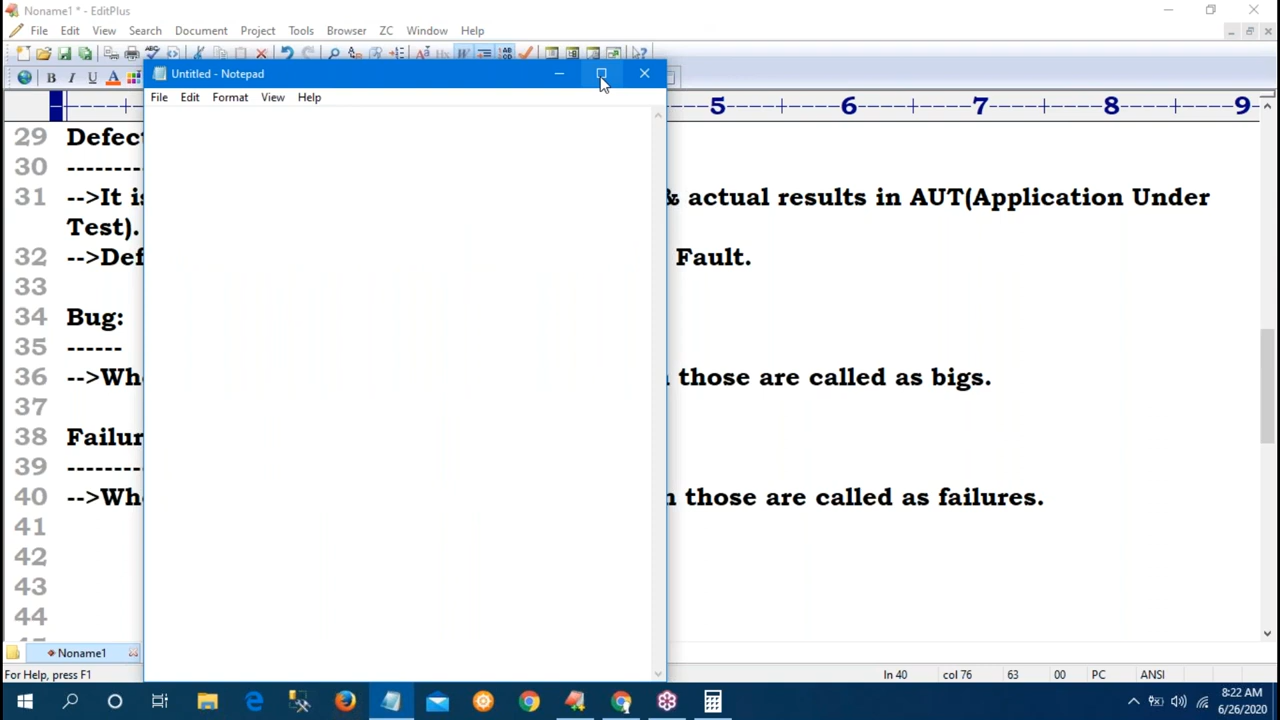 Noname1 * - EditPlus
File Edit View Search Document Project Tools Browser ZC Window Help
Untitled - Notepad
File Edit Format View Help
5 6 7 8 9
29 Defect
30 ---------
31 -->It is & actual results in AUT(Application Under
Test).
32 -->Def Fault.
33
34 Bug:
35 ------
36 -->Whe those are called as bigs.
37
38 Failur
39 ---------
40 -->Whe those are called as failures.
41
42
43
44
Noname1
For Help, press F1 ln 40 col 76 63 00 PC ANSI
8:22 AM
6/26/2020